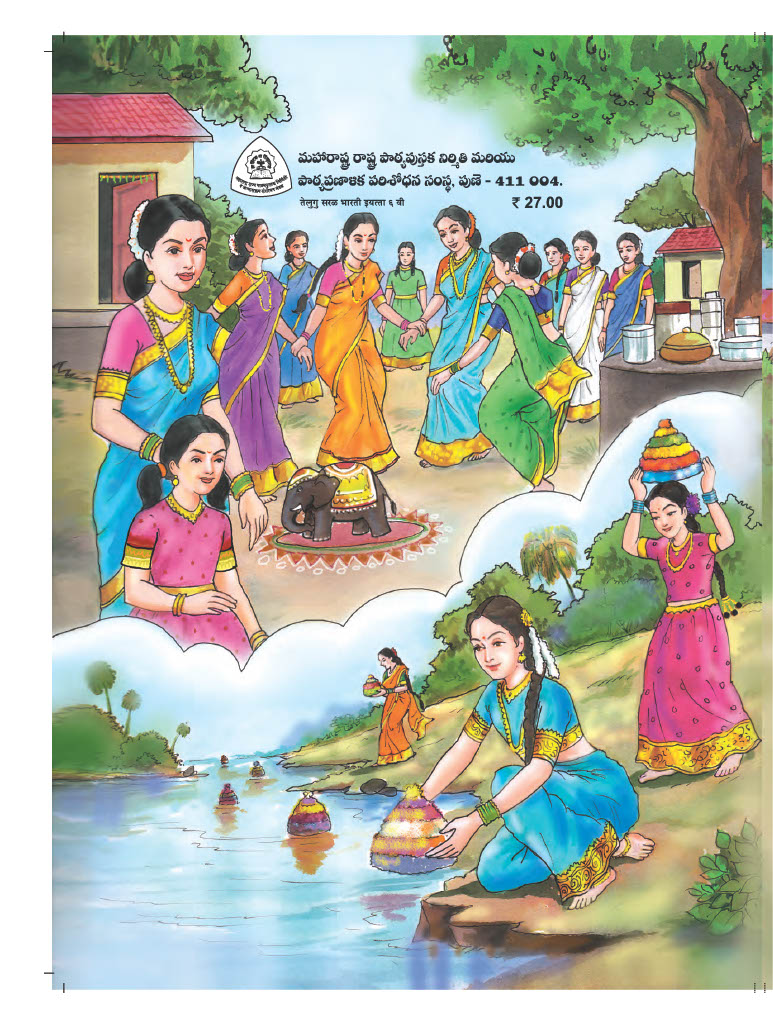 మహారాష్ట్ర రాష్ట్ర పాఠ్యపుస్తక నిర్మితి మరియు
పాఠ్యప్రణాళిక పరిశోధన సంస్థ, పుణె - 411 004.
तेलुगु सरळ भारती इयत्ता ६ वी ₹ 27.00